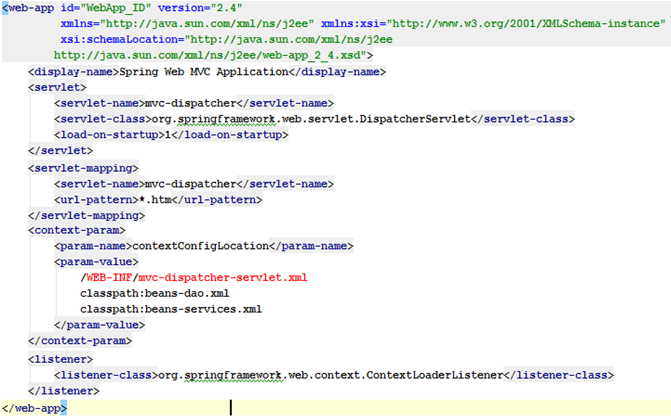 <web-app id="WebApp_ID" version="2.4"
xmlns="http://java.sun.com/xml/ns/j2ee" xmlns:xsi="http://www.w3.org/2001/XMLSchema-instance"
xsi:schemaLocation="http://java.sun.com/xml/ns/j2ee
http://java.sun.com/xml/ns/j2ee/web-app_2_4.xsd">
<display-name>Spring Web MVC Application</display-name>
<servlet>
<servlet-name>mvc-dispatcher</servlet-name>
<servlet-class>org.springframework.web.servlet.DispatcherServlet</servlet-class>
<load-on-startup>1</load-on-startup>
</servlet>
<servlet-mapping>
<servlet-name>mvc-dispatcher</servlet-name>
<url-pattern>*.htm</url-pattern>
</servlet-mapping>
<context-param>
<param-name>contextConfigLocation</param-name>
<param-value>
/WEB-INF/mvc-dispatcher-servlet.xml
classpath:beans-dao.xml
classpath:beans-services.xml
</param-value>
</context-param>
<listener>
<listener-class>org.springframework.web.context.ContextLoaderListener</listener-class>
</listener>
</web-app>